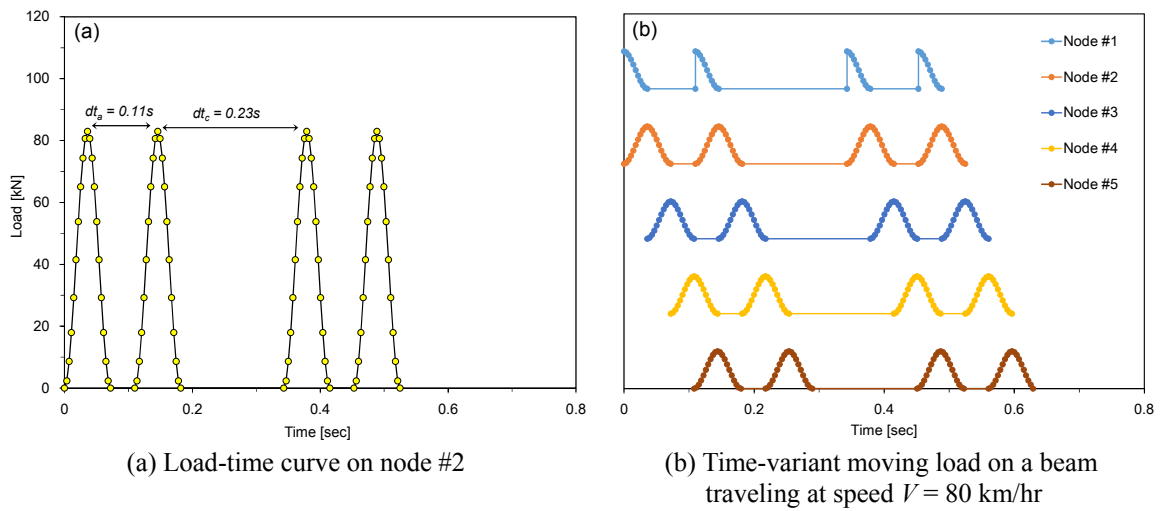 (a)
120
100
80
60
40
20
0
Load [kN]
dt_a = 0.11s
dt_c = 0.23s
0 0.2 0.4 0.6 0.8
Time [sec]
(a) Load-time curve on node #2
(b)
Node #1
Node #2
Node #3
Node #4
Node #5
0 0.2 0.4 0.6 0.8
Time [sec]
(b) Time-variant moving load on a beam
traveling at speed V = 80 km/hr